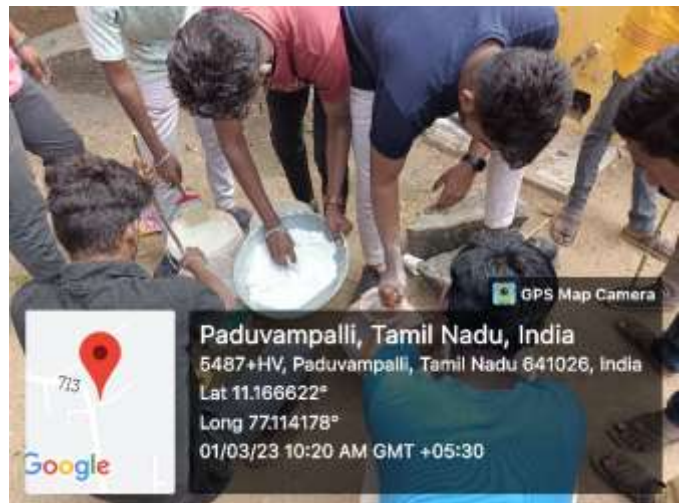 GPS Map Camera
Paduvampalli, Tamil Nadu, India
5487+HV, Paduvampalli, Tamil Nadu 641026, India
Lat 11.166622°
Long 77.114178°
01/03/23 10:20 AM GMT +05:30
713
Google